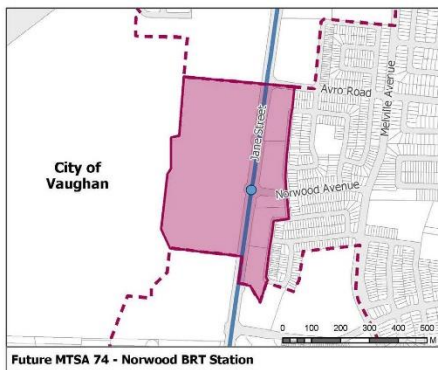 Avro Road
Melville Avenue
Jane Street
City of
Vaughan
Norwood Avenue
0 100 200 300 400 500
M
Future MTSA 74 - Norwood BRT Station